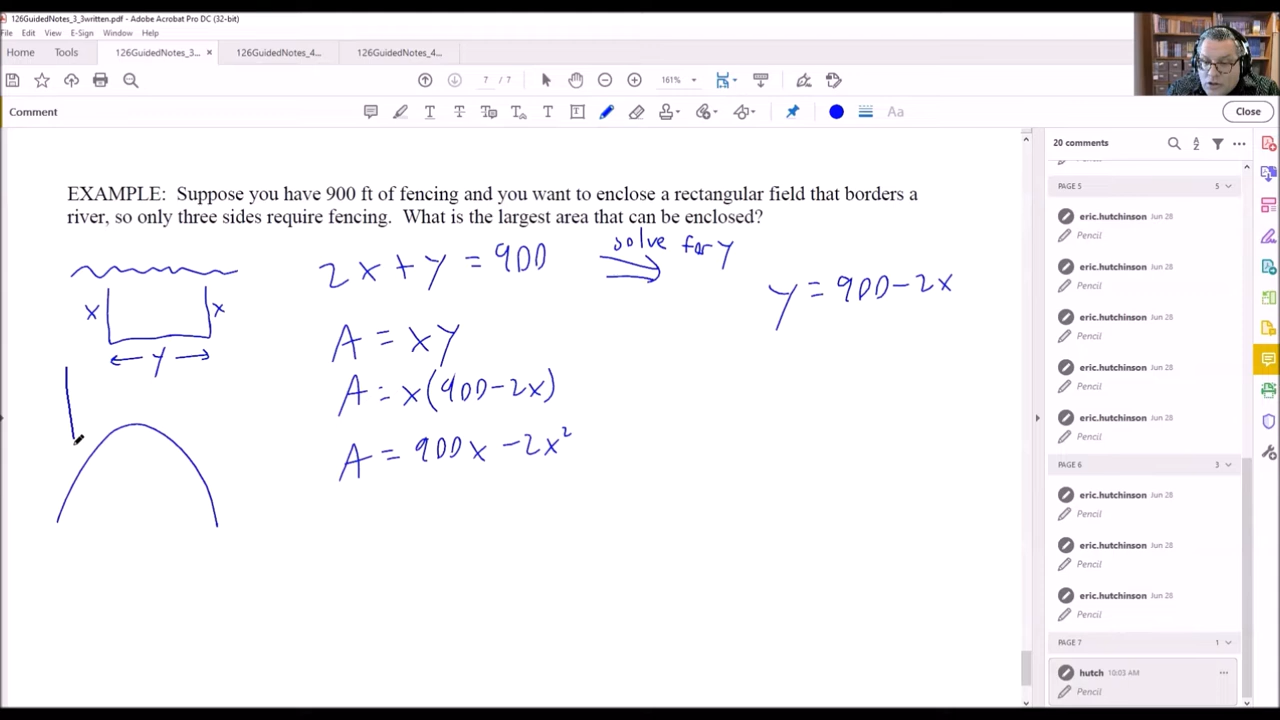 126GuidedNotes_3_3written.pdf - Adobe Acrobat Pro DC (32-bit)
File Edit View E-Sign Window Help
Home Tools 126GuidedNotes_3... × 126GuidedNotes_4... 126GuidedNotes_4...
7 / 7 161%
Comment Aa Close
EXAMPLE: Suppose you have 900 ft of fencing and you want to enclose a rectangular field that borders a
river, so only three sides require fencing. What is the largest area that can be enclosed?
2x + y = 900
solve for y
y = 900 - 2x
x x
y
A = xy
A = x(900-2x)
A = 900x - 2x²
20 comments
PAGE 5 5
eric.hutchinson Jun 28
Pencil
eric.hutchinson Jun 28
Pencil
eric.hutchinson Jun 28
Pencil
eric.hutchinson Jun 28
Pencil
eric.hutchinson Jun 28
Pencil
PAGE 6 3
eric.hutchinson Jun 28
Pencil
eric.hutchinson Jun 28
Pencil
eric.hutchinson Jun 28
Pencil
PAGE 7 1
hutch 10:03 AM
Pencil